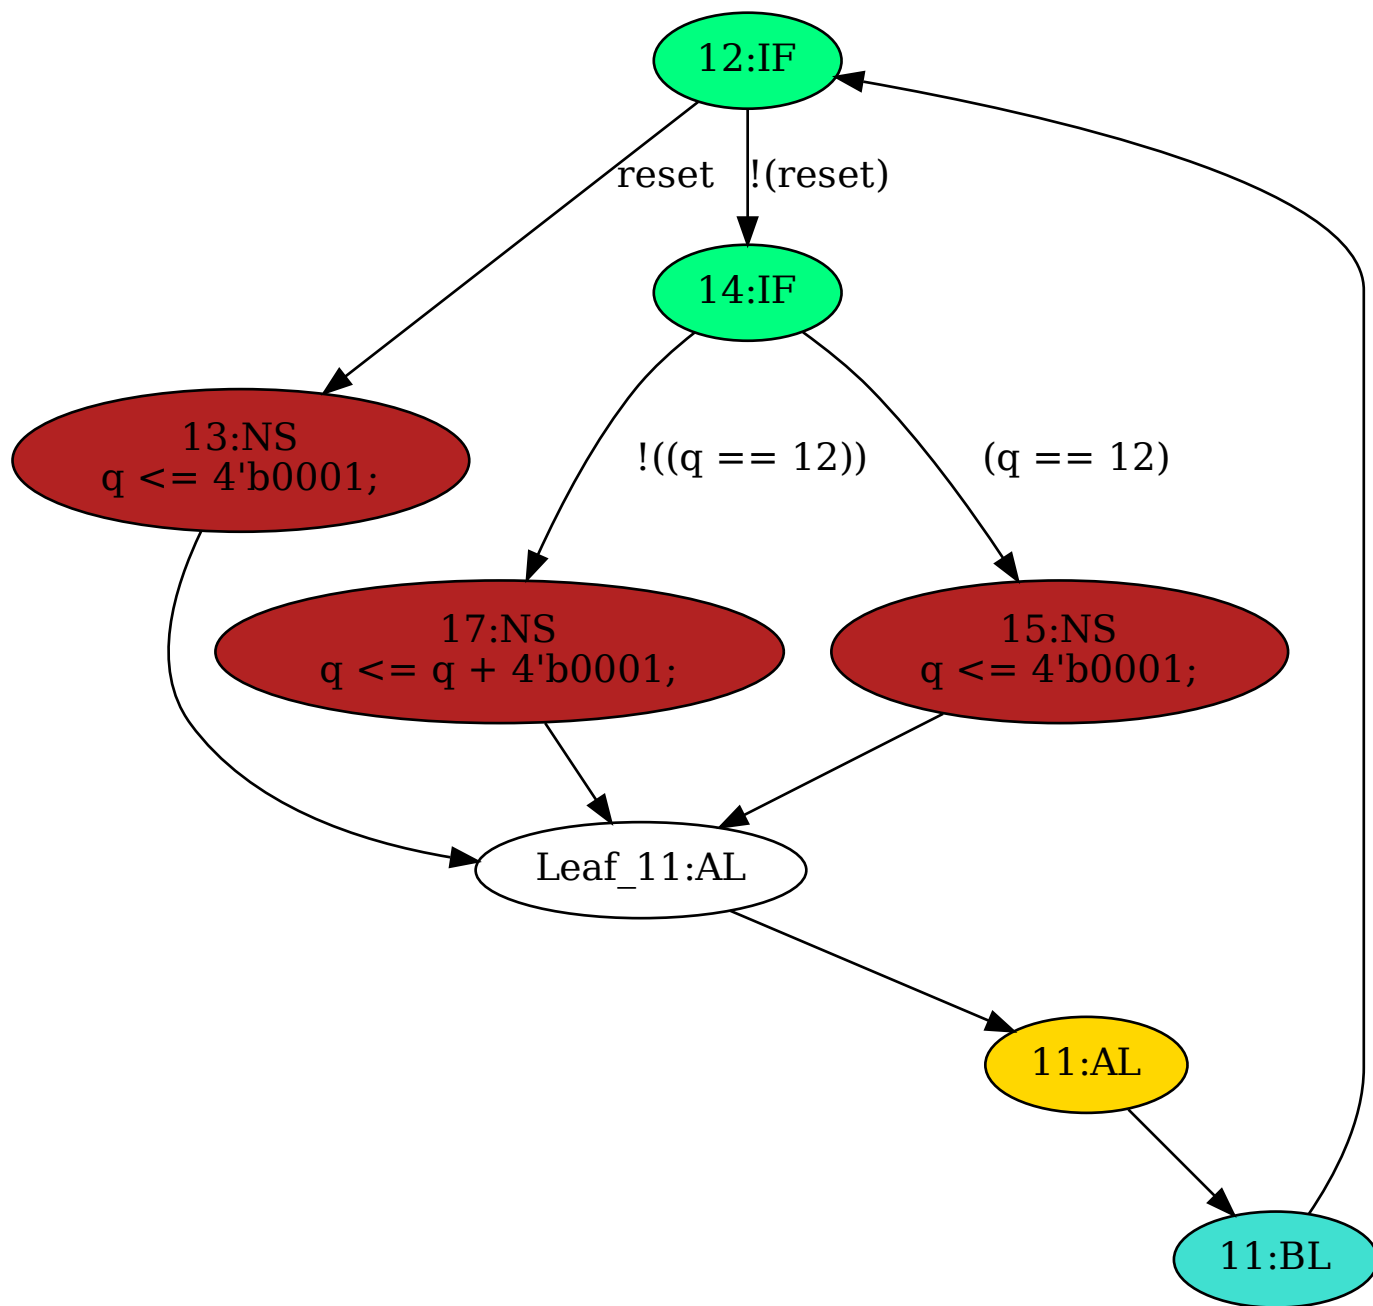 12:IF
reset
!(reset)
14:IF
13:NS
q <= 4'b0001;
!((q == 12))
(q == 12)
17:NS
q <= q + 4'b0001;
15:NS
q <= 4'b0001;
Leaf_11:AL
11:AL
11:BL